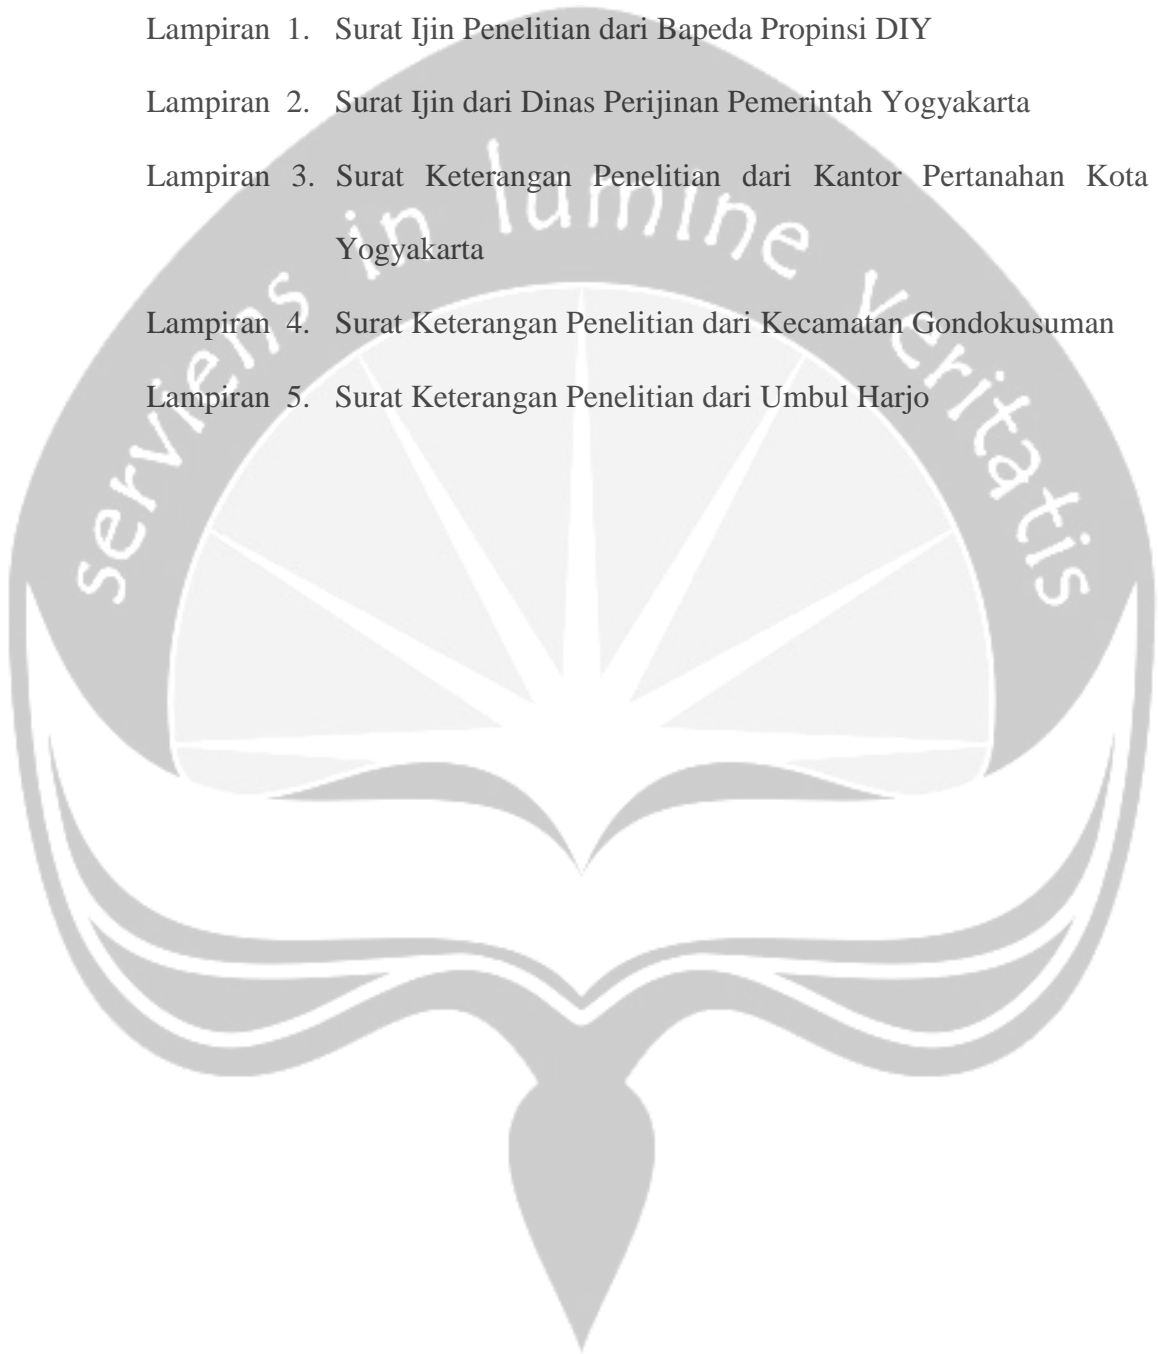 Lampiran 1. Surat Ijin Penelitian dari Bapeda Propinsi DIY
Lampiran 2. Surat Ijin dari Dinas Perijinan Pemerintah Yogyakarta
Lampiran 3. Surat Keterangan Penelitian dari Kantor Pertanahan Kota
Yogyakarta
Lampiran 4. Surat Keterangan Penelitian dari Kecamatan Gondokusuman
Lampiran 5. Surat Keterangan Penelitian dari Umbul Harjo
serviens in lumine veritatis